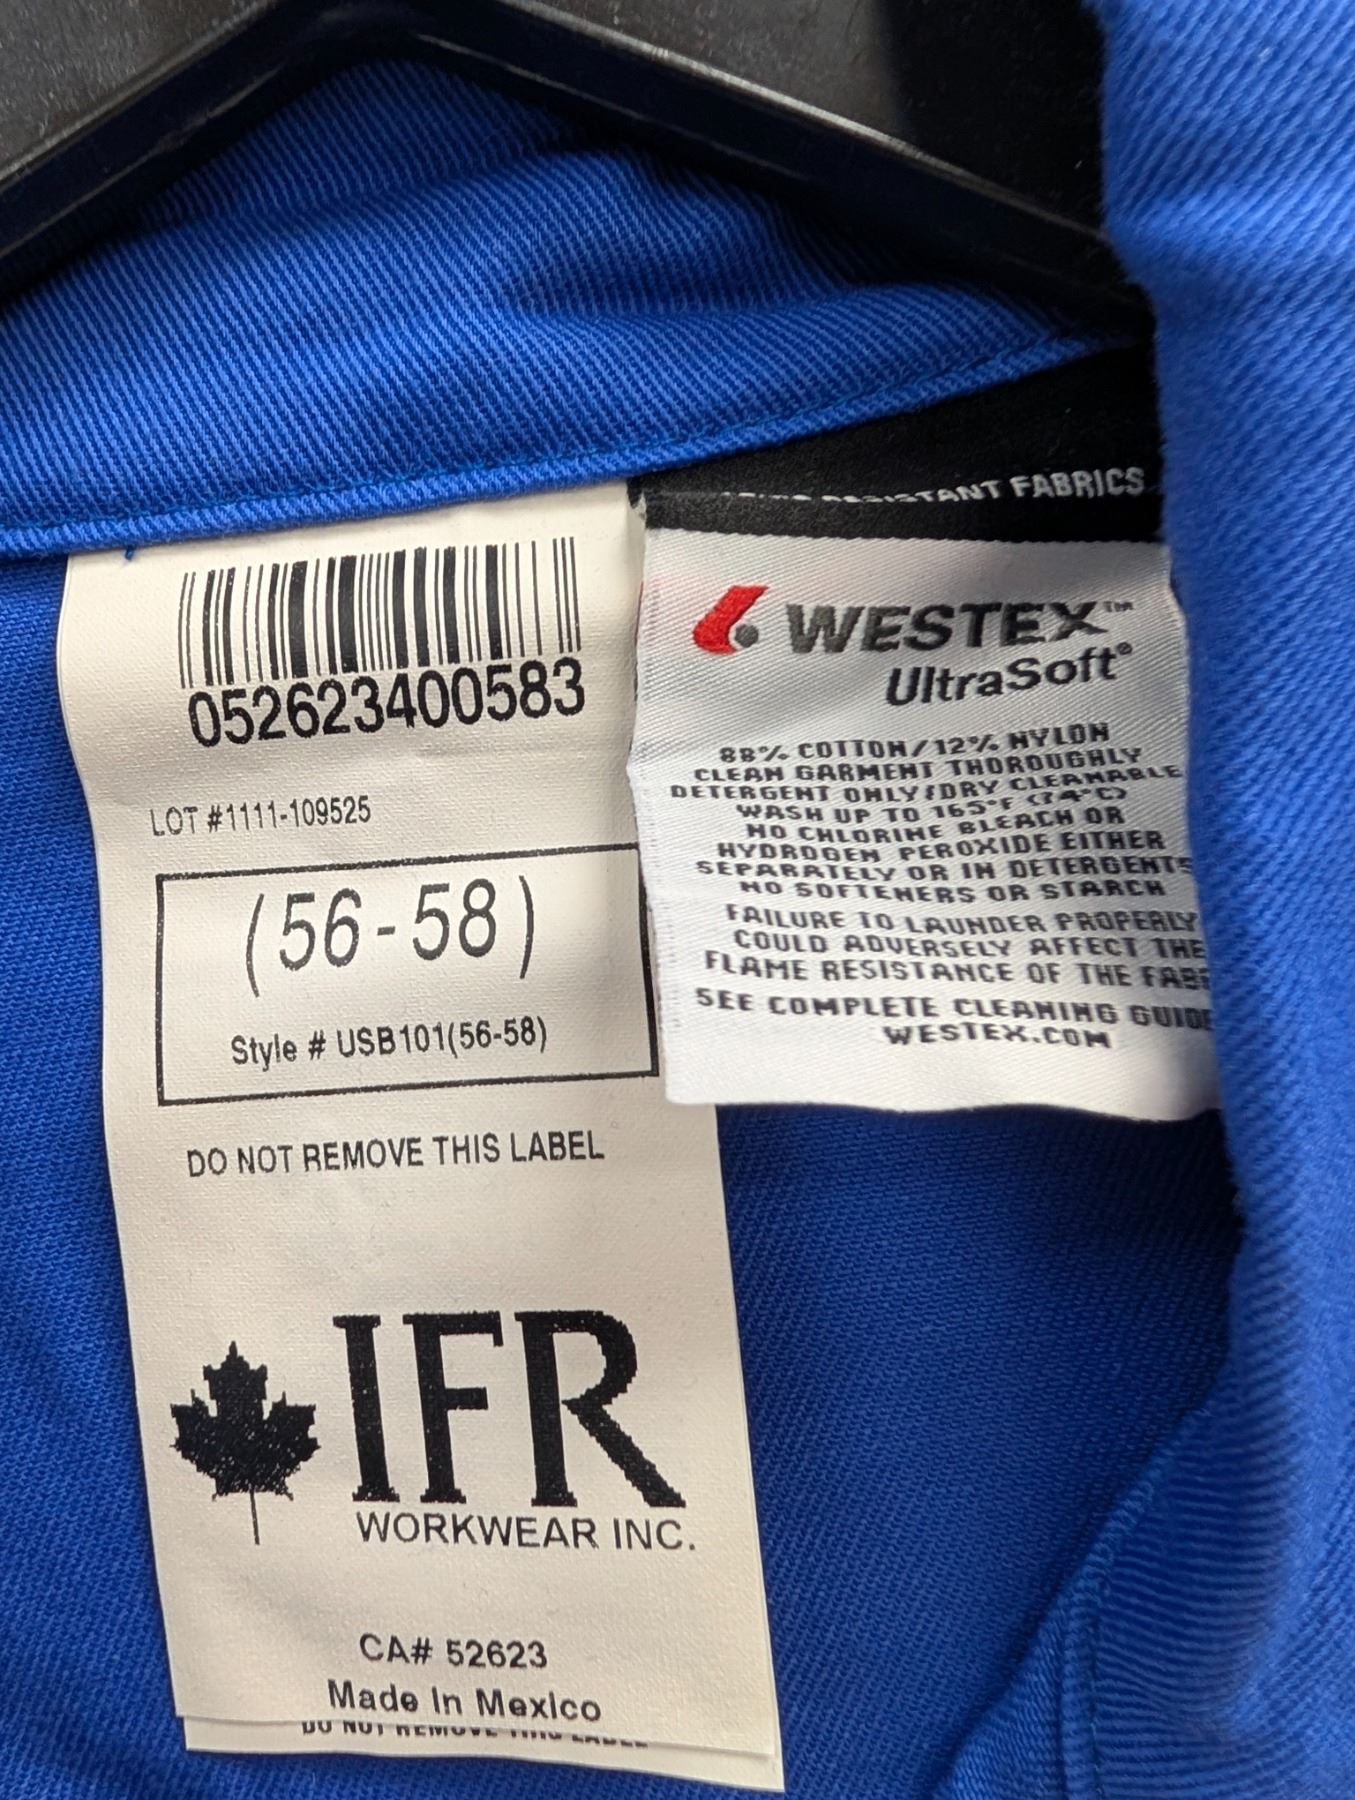 052623400583
LOT #1111-109525
(56-58)
Style # USB101(56-58)
DO NOT REMOVE THIS LABEL
IFR
WORKWEAR INC.
CA# 52623
Made In Mexico
DO NOT REMOVE THIS LABEL
RESISTANT FABRICS
WESTEX™
UltraSoft®
88% COTTON/12% NYLON
CLEAN GARMENT THOROUGHLY
DETERGENT ONLY/DRY CLEANABLE
WASH UP TO 165°F (74°C)
NO CHLORINE BLEACH OR
HYDROGEN PEROXIDE EITHER
SEPARATELY OR IN DETERGENTS
NO SOFTENERS OR STARCH
FAILURE TO LAUNDER PROPERLY
COULD ADVERSELY AFFECT THE
FLAME RESISTANCE OF THE
SEE COMPLETE CLEANING GUIDE
WESTEX.COM